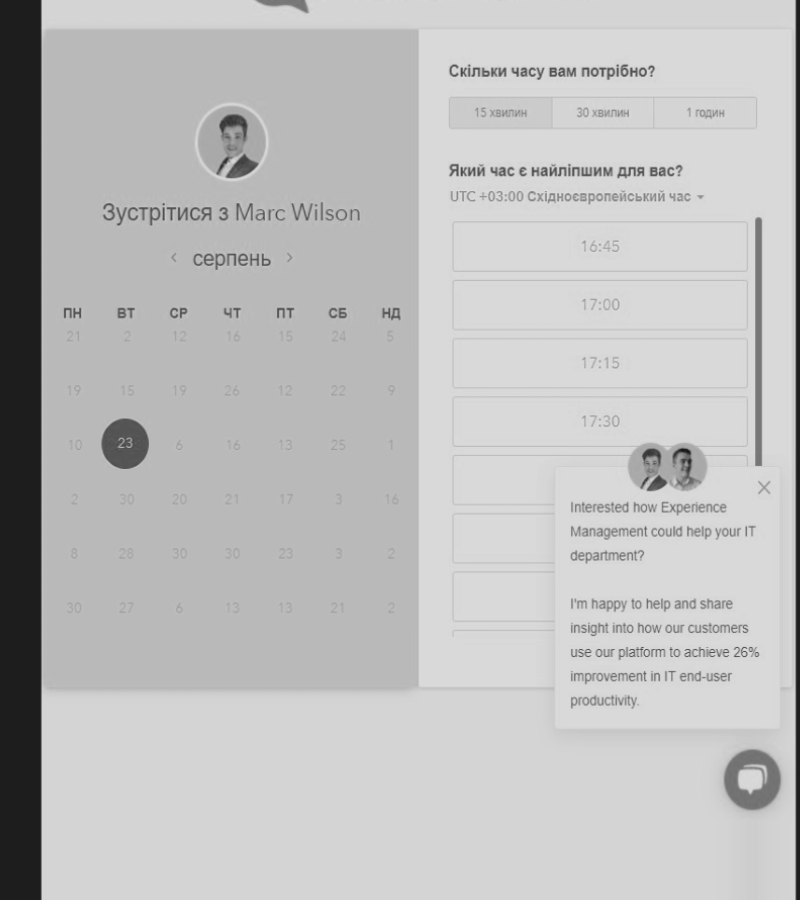 Зустрітися з Marc Wilson
< серпень >
ПН ВТ СР ЧТ ПТ СБ НД
21 2 12 16 15 24 5
19 15 19 26 12 22 9
10 23 6 16 13 25 1
2 30 20 21 17 3 16
8 28 30 30 23 3 2
30 27 6 13 13 21 2
Скільки часу вам потрібно?
15 хвилин 30 хвилин 1 годин
Який час є найліпшим для вас?
UTC +03:00 Східноєвропейський час
16:45
17:00
17:15
17:30
Interested how Experience
Management could help your IT
department?
I'm happy to help and share
insight into how our customers
use our platform to achieve 26%
improvement in IT end-user
productivity.